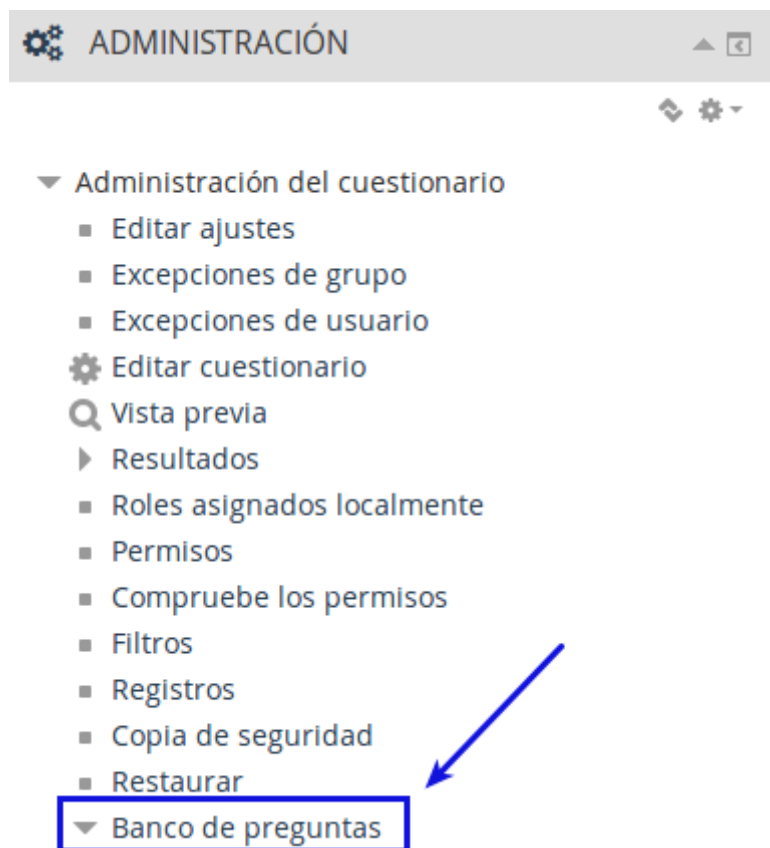 ADMINISTRACIÓN
Administración del cuestionario
Editar ajustes
Excepciones de grupo
Excepciones de usuario
Editar cuestionario
Vista previa
Resultados
Roles asignados localmente
Permisos
Compruebe los permisos
Filtros
Registros
Copia de seguridad
Restaurar
Banco de preguntas